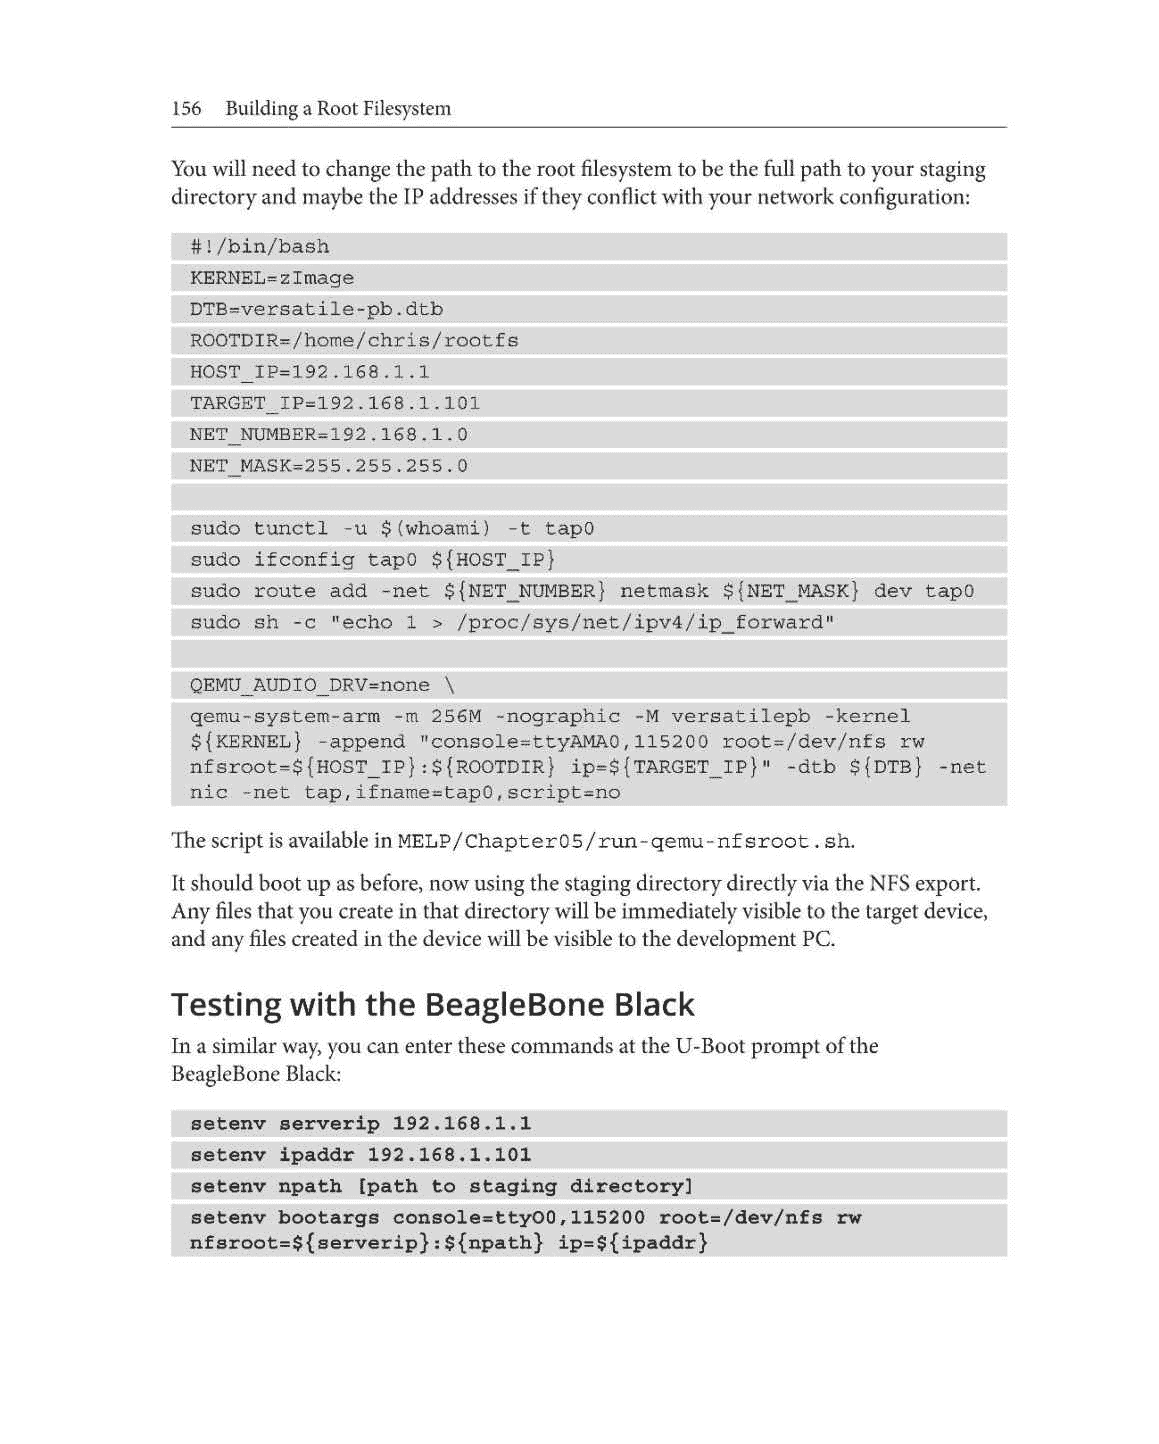 156 Building a Root Filesystem
You will need to change the path to the root filesystem to be the full path to your staging
directory and maybe the IP addresses if they conflict with your network configuration:
#!/bin/bash
KERNEL=zImage
DTB=versatile-pb.dtb
ROOTDIR=/home/chris/rootfs
HOST_IP=192.168.1.1
TARGET_IP=192.168.1.101
NET_NUMBER=192.168.1.0
NET_MASK=255.255.255.0
sudo tunctl -u $(whoami) -t tap0
sudo ifconfig tap0 ${HOST_IP}
sudo route add -net ${NET_NUMBER} netmask ${NET_MASK} dev tap0
sudo sh -c "echo 1 > /proc/sys/net/ipv4/ip_forward"
QEMU_AUDIO_DRV=none \
qemu-system-arm -m 256M -nographic -M versatilepb -kernel
${KERNEL} -append "console=ttyAMA0,115200 root=/dev/nfs rw
nfsroot=${HOST_IP}:${ROOTDIR} ip=${TARGET_IP}" -dtb ${DTB} -net
nic -net tap,ifname=tap0,script=no
The script is available in MELP/Chapter05/run-qemu-nfsroot.sh.
It should boot up as before, now using the staging directory directly via the NFS export.
Any files that you create in that directory will be immediately visible to the target device,
and any files created in the device will be visible to the development PC.
Testing with the BeagleBone Black
In a similar way, you can enter these commands at the U-Boot prompt of the
BeagleBone Black:
setenv serverip 192.168.1.1
setenv ipaddr 192.168.1.101
setenv npath [path to staging directory]
setenv bootargs console=ttyO0,115200 root=/dev/nfs rw
nfsroot=${serverip}:${npath} ip=${ipaddr}